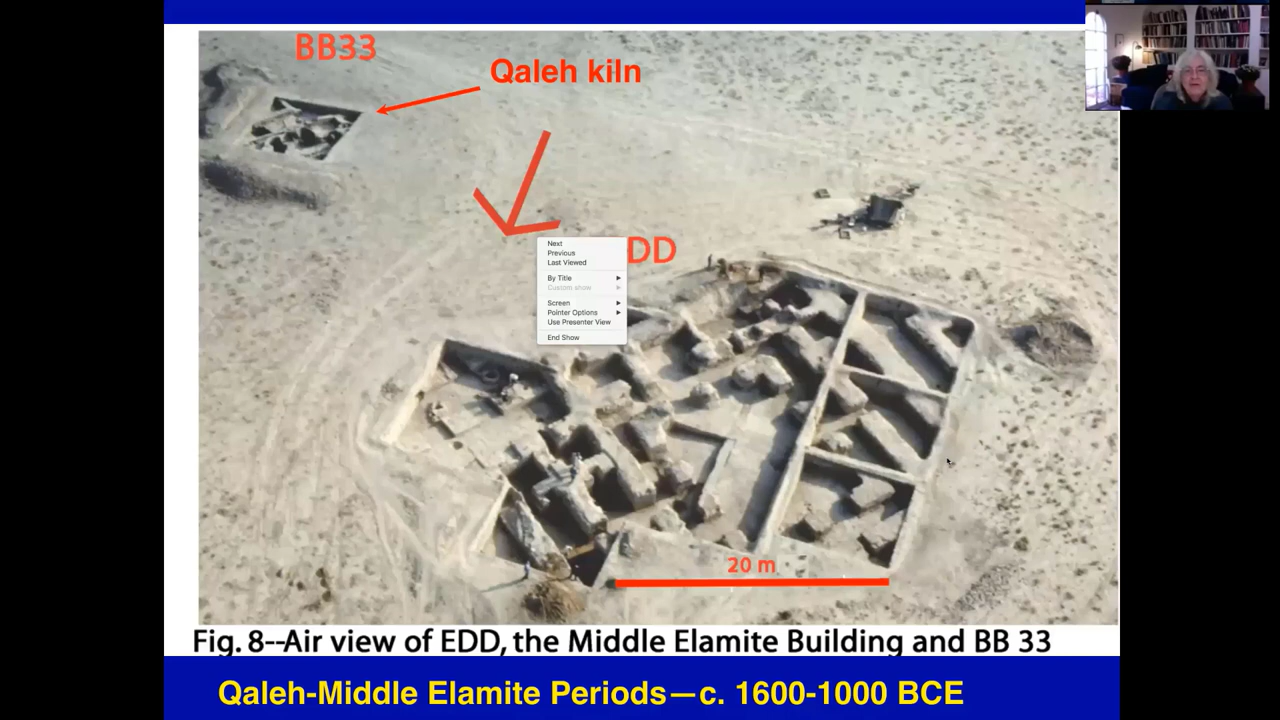 BB33
Qaleh kiln
DD
Next
Previous
Last Viewed
By Title
Custom show
Screen
Pointer Options
Use Presenter View
End Show
20 m
Fig. 8--Air view of EDD, the Middle Elamite Building and BB 33
Qaleh-Middle Elamite Periods—c. 1600-1000 BCE